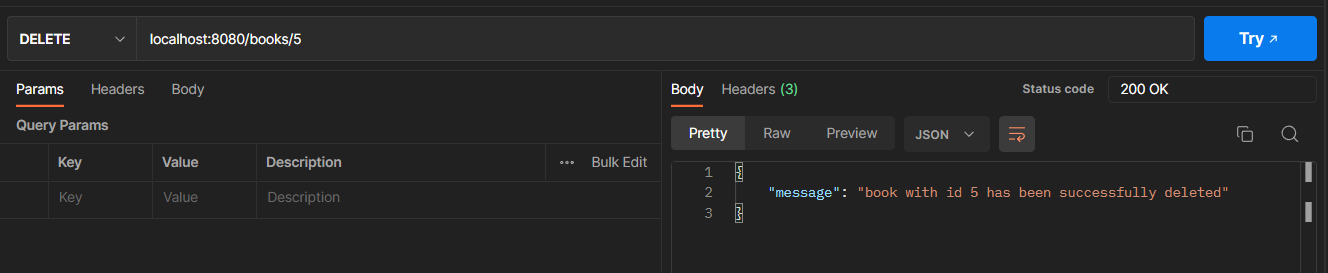 DELETE localhost:8080/books/5 Try ↗
Params Headers Body
Query Params
Key Value Description ••• Bulk Edit
Key Value Description
Body Headers (3) Status code 200 OK
Pretty Raw Preview JSON
1 {
2 "message": "book with id 5 has been successfully deleted"
3 }